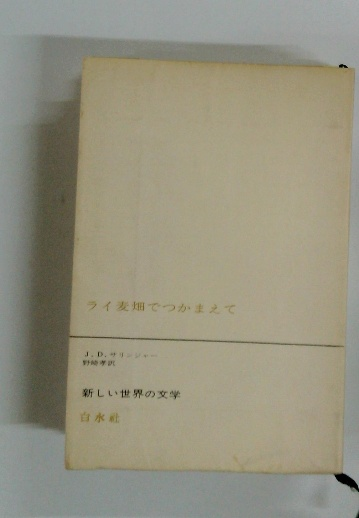 ライ麦畑でつかまえて
J．D．サリンジャー
野崎孝訳
新しい世界の文学
白水社